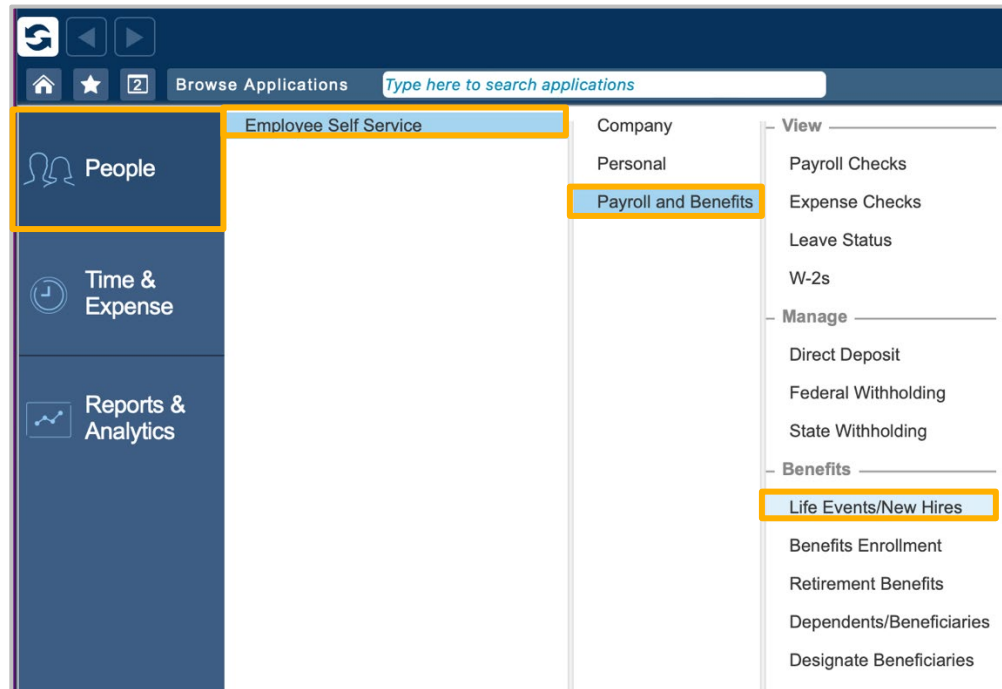 2
Browse Applications
Type here to search applications
People
Time &
Expense
Reports &
Analytics
Employee Self Service
Company
Personal
Payroll and Benefits
View
Payroll Checks
Expense Checks
Leave Status
W-2s
Manage
Direct Deposit
Federal Withholding
State Withholding
Benefits
Life Events/New Hires
Benefits Enrollment
Retirement Benefits
Dependents/Beneficiaries
Designate Beneficiaries